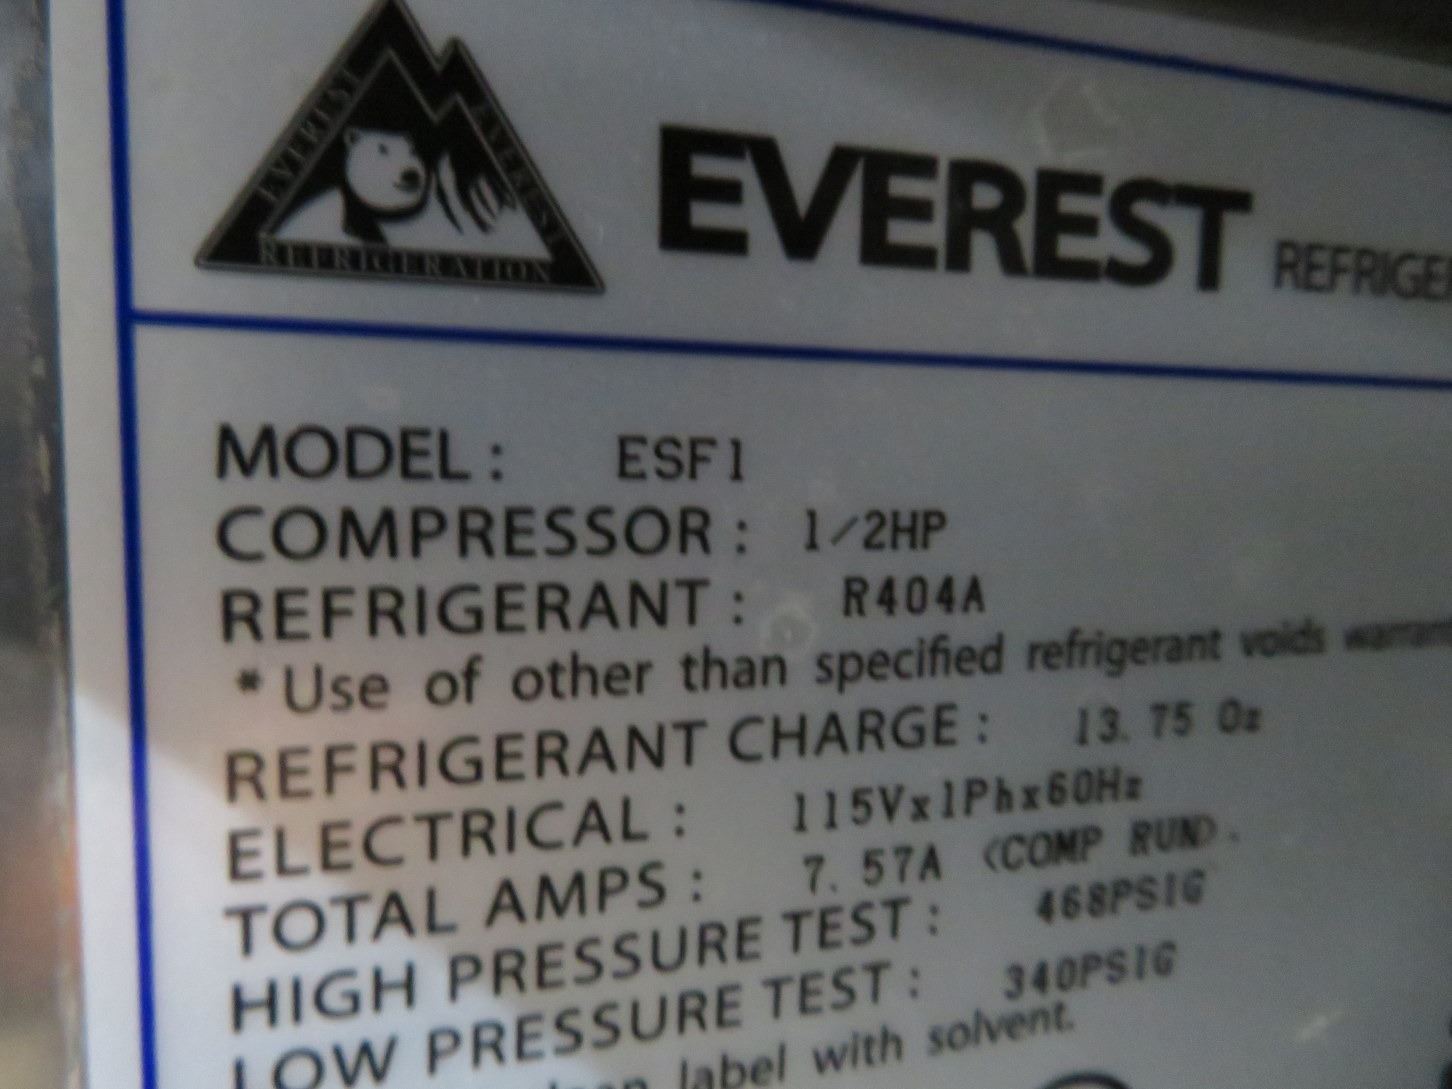 EVEREST EVEREST
REFRIGERATION
EVEREST REFRIGER
MODEL : ESF1
COMPRESSOR : 1/2HP
REFRIGERANT : R404A
* Use of other than specified refrigerant voids warran
REFRIGERANT CHARGE : 13.75 Oz
ELECTRICAL : 115Vx1Phx60Hz
TOTAL AMPS : 7.57A (COMP RUN).
HIGH PRESSURE TEST : 468PSIG
LOW PRESSURE TEST : 340PSIG
label with solvent.